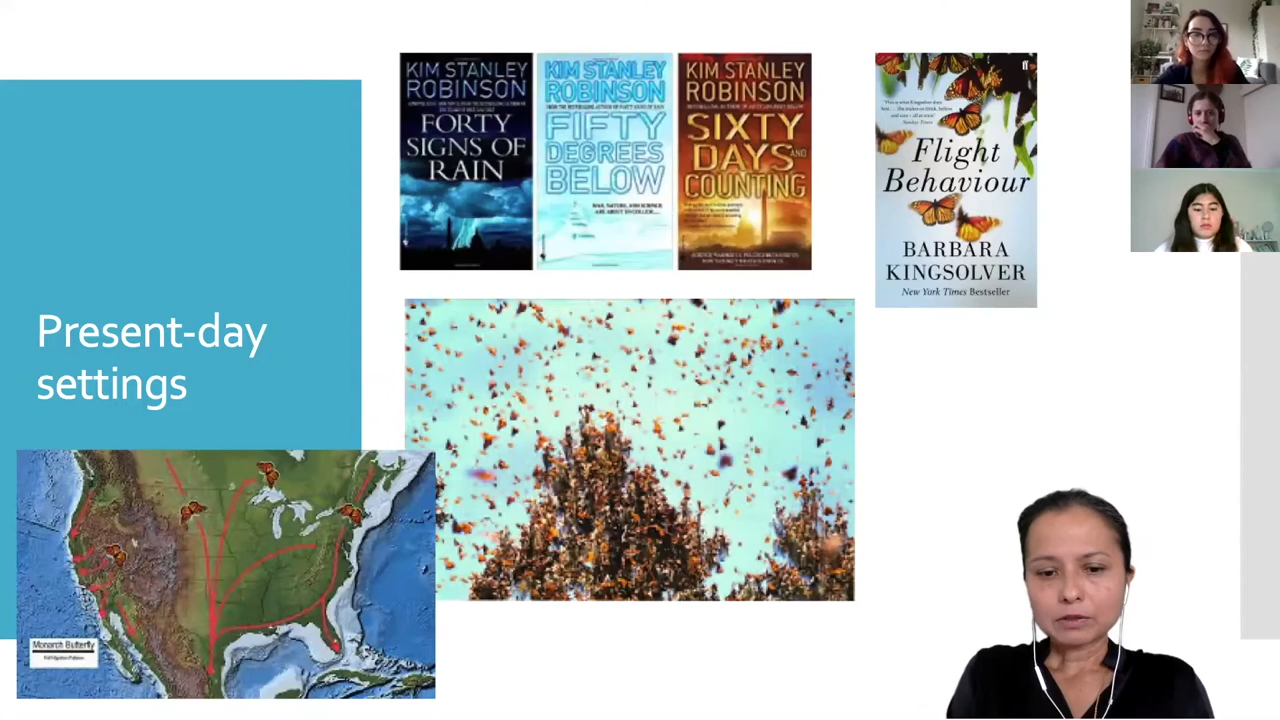 KIM STANLEY
ROBINSON
FORTY
SIGNS OF
RAIN
KIM STANLEY
ROBINSON
FIFTY
DEGREES
BELOW
KIM STANLEY
ROBINSON
SIXTY
DAYS AND
COUNTING
Flight
Behaviour
BARBARA
KINGSOLVER
New York Times Bestseller
Present-day
settings
Monarch Butterfly